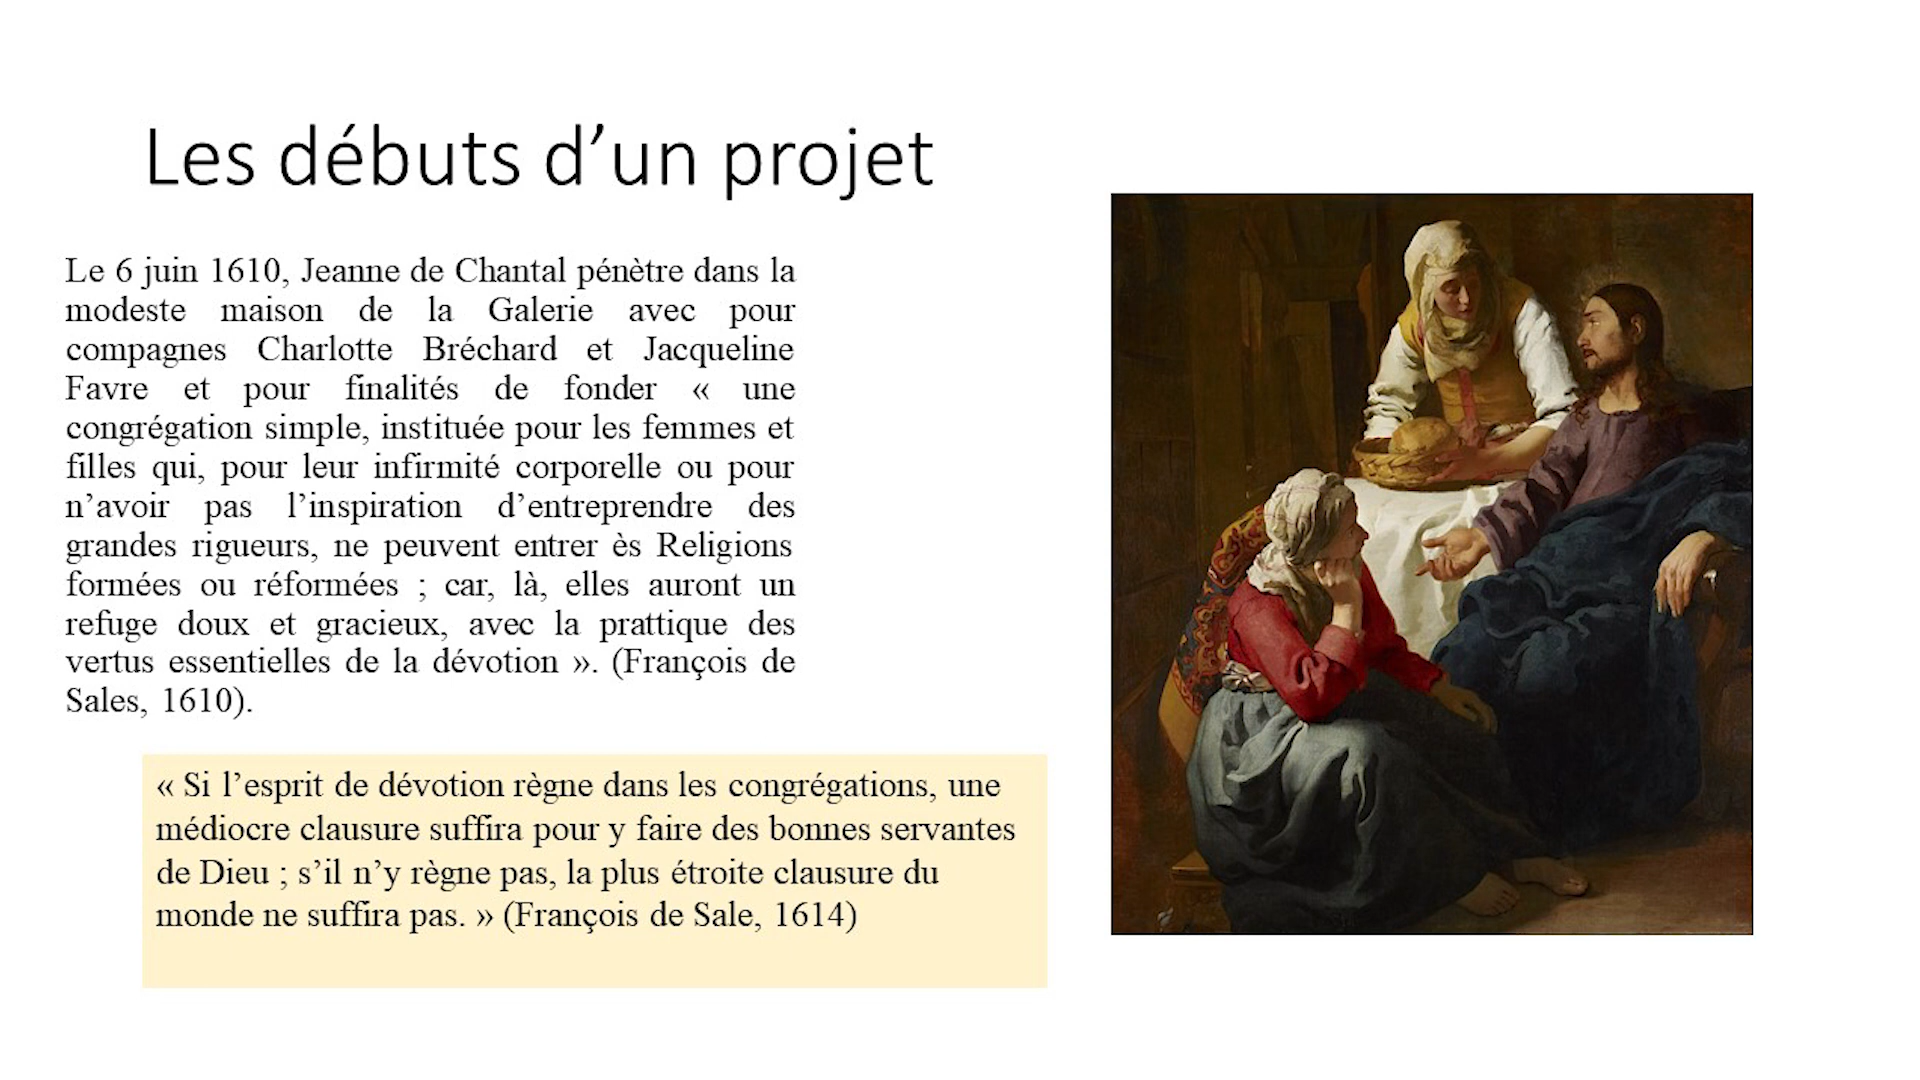 Les débuts d’un projet
Le 6 juin 1610, Jeanne de Chantal pénètre dans la
modeste maison de la Galerie avec pour
compagnes Charlotte Bréchard et Jacqueline
Favre et pour finalités de fonder « une
congrégation simple, instituée pour les femmes et
filles qui, pour leur infirmité corporelle ou pour
n’avoir pas l’inspiration d’entreprendre des
grandes rigueurs, ne peuvent entrer ès Religions
formées ou réformées ; car, là, elles auront un
refuge doux et gracieux, avec la prattique des
vertus essentielles de la dévotion ». (François de
Sales, 1610).
« Si l’esprit de dévotion règne dans les congrégations, une
médiocre clausure suffira pour y faire des bonnes servantes
de Dieu ; s’il n’y règne pas, la plus étroite clausure du
monde ne suffira pas. » (François de Sale, 1614)